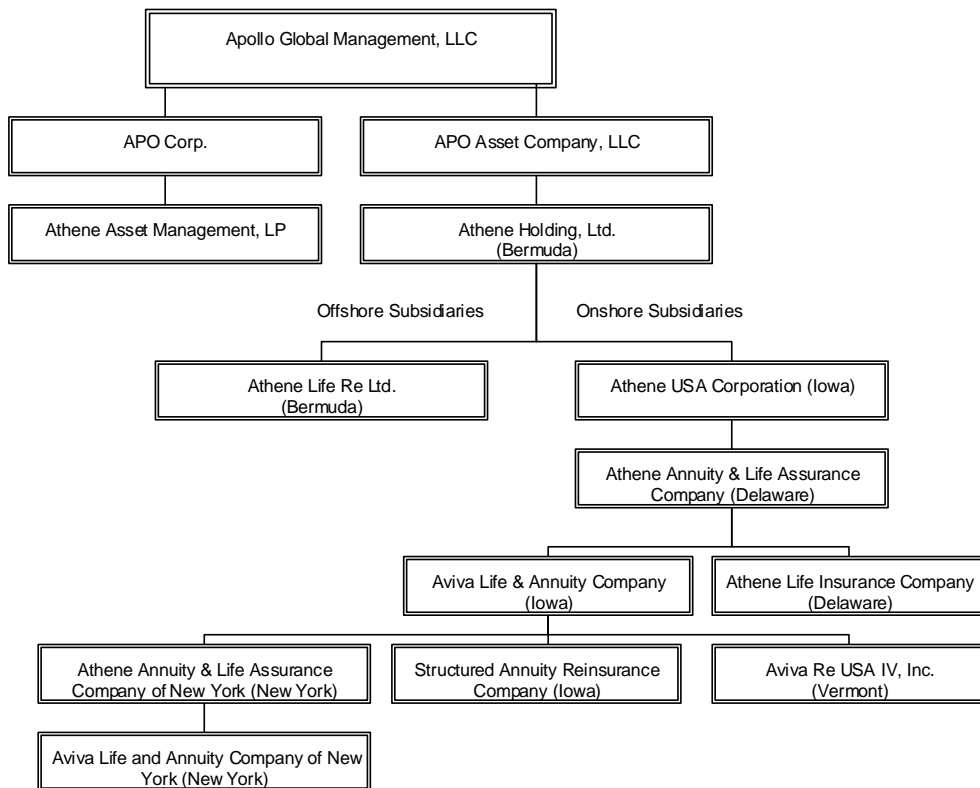 Apollo Global Management, LLC
APO Corp.
APO Asset Company, LLC
Athene Asset Management, LP
Athene Holding, Ltd.
(Bermuda)
Offshore Subsidiaries
Onshore Subsidiaries
Athene Life Re Ltd.
(Bermuda)
Athene USA Corporation (Iowa)
Athene Annuity & Life Assurance
Company (Delaware)
Aviva Life & Annuity Company
(Iowa)
Athene Life Insurance Company
(Delaware)
Athene Annuity & Life Assurance
Company of New York (New York)
Structured Annuity Reinsurance
Company (Iowa)
Aviva Re USA IV, Inc.
(Vermont)
Aviva Life and Annuity Company of New
York (New York)